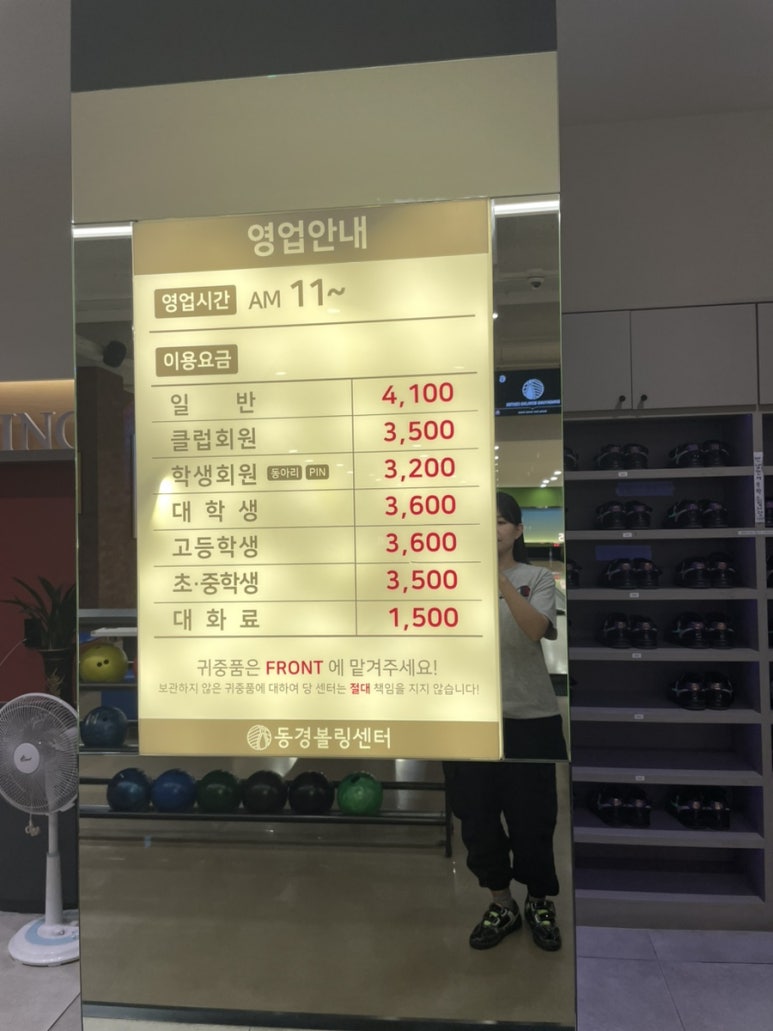 영업안내
영업시간 AM 11~
이용요금
일 반 4,100
클럽회원 3,500
학생회원 동아리 PIN 3,200
대 학 생 3,600
고등학생 3,600
초·중학생 3,500
대 화 료 1,500
귀중품은 FRONT 에 맡겨주세요!
보관하지 않은 귀중품에 대하여 당 센터는 절대 책임을 지지 않습니다!
동경볼링센터